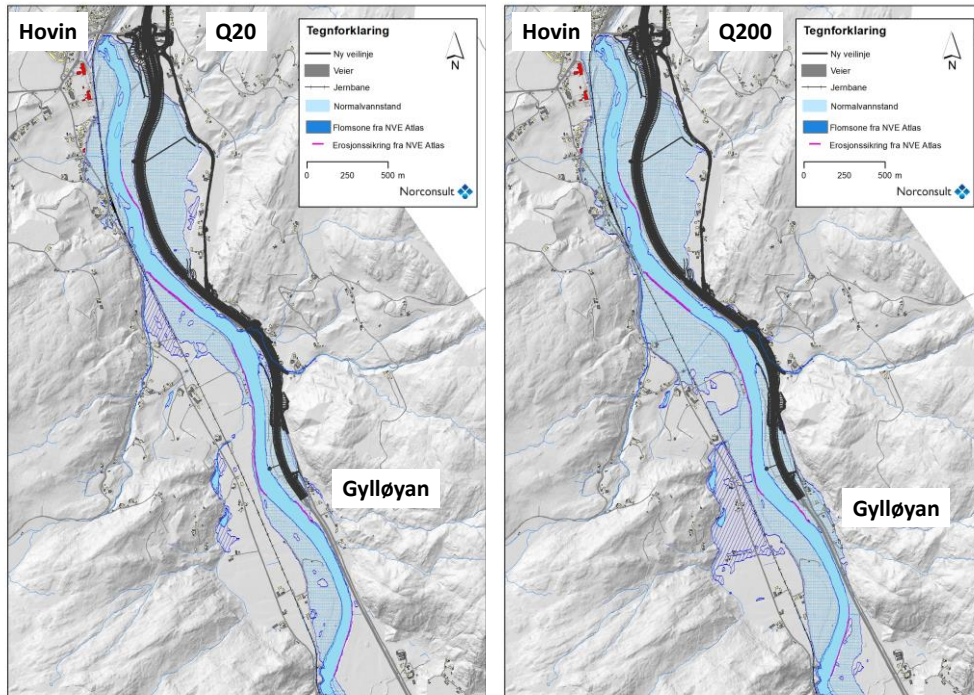 Hovin
Q20
Tegnforklaring
Ny veilinje
Veier
Jernbane
Normalvannstand
Flomsone fra NVE Atlas
Erosjonssikring fra NVE Atlas
0 250 500 m
Norconsult
N
Gylløyan
Hovin
Q200
Tegnforklaring
Ny veilinje
Veier
Jernbane
Normalvannstand
Flomsone fra NVE Atlas
Erosjonssikring fra NVE Atlas
0 250 500 m
Norconsult
N
Gylløyan